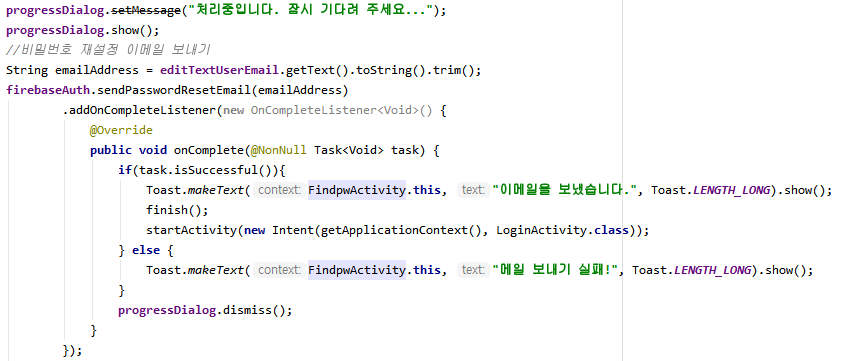 progressDialog.setMessage("처리중입니다. 잠시 기다려 주세요...");
progressDialog.show();
//비밀번호 재설정 이메일 보내기
String emailAddress = editTextUserEmail.getText().toString().trim();
firebaseAuth.sendPasswordResetEmail(emailAddress)
        .addOnCompleteListener(new OnCompleteListener<Void>() {
            @Override
            public void onComplete(@NonNull Task<Void> task) {
                if(task.isSuccessful()){
                    Toast.makeText( context: FindpwActivity.this, text: "이메일을 보냈습니다.", Toast.LENGTH_LONG).show();
                    finish();
                    startActivity(new Intent(getApplicationContext(), LoginActivity.class));
                } else {
                    Toast.makeText( context: FindpwActivity.this, text: "메일 보내기 실패!", Toast.LENGTH_LONG).show();
                }
                progressDialog.dismiss();
            }
        });